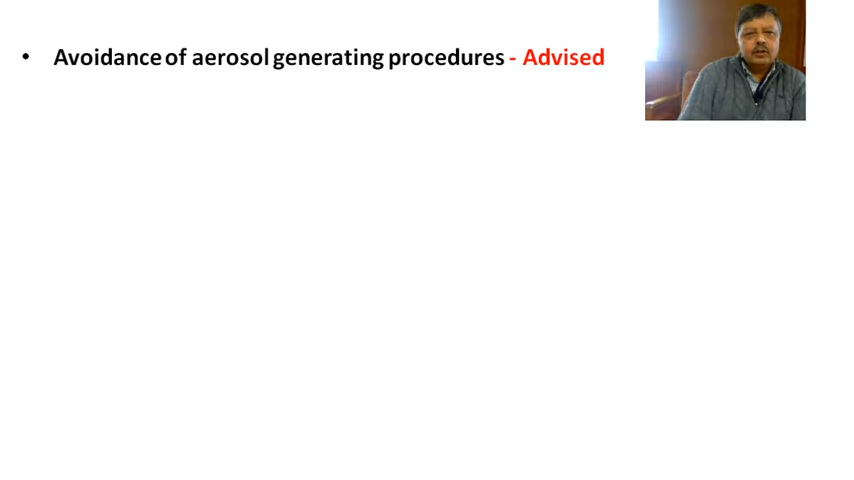 • Avoidance of aerosol generating procedures - Advised